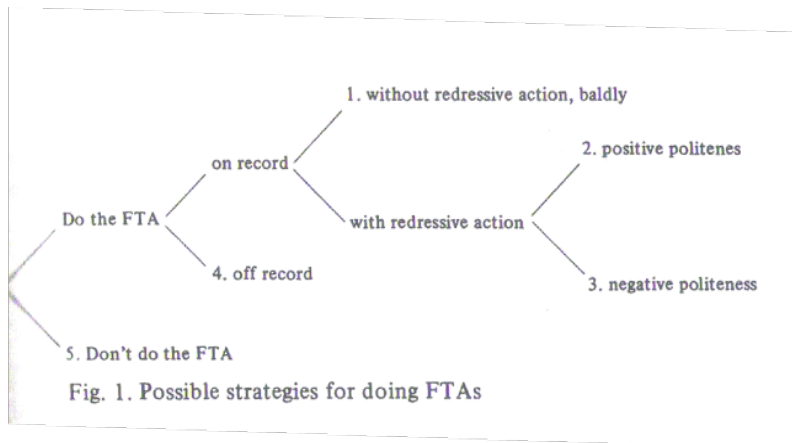 1. without redressive action, baldly
2. positive politenes
on record
Do the FTA
with redressive action
4. off record
3. negative politeness
5. Don't do the FTA
Fig. 1. Possible strategies for doing FTAs